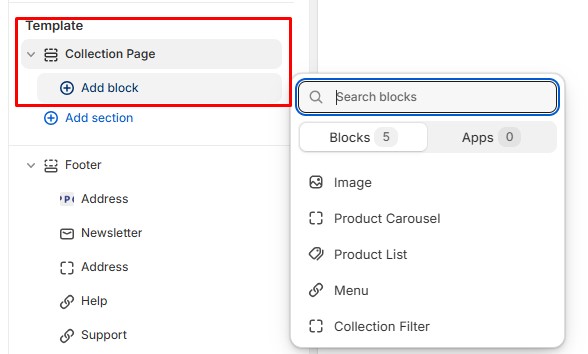 Template
Collection Page
Add block
Add section
Footer
Address
Newsletter
Address
Help
Support
Search blocks
Blocks 5 Apps 0
Image
Product Carousel
Product List
Menu
Collection Filter